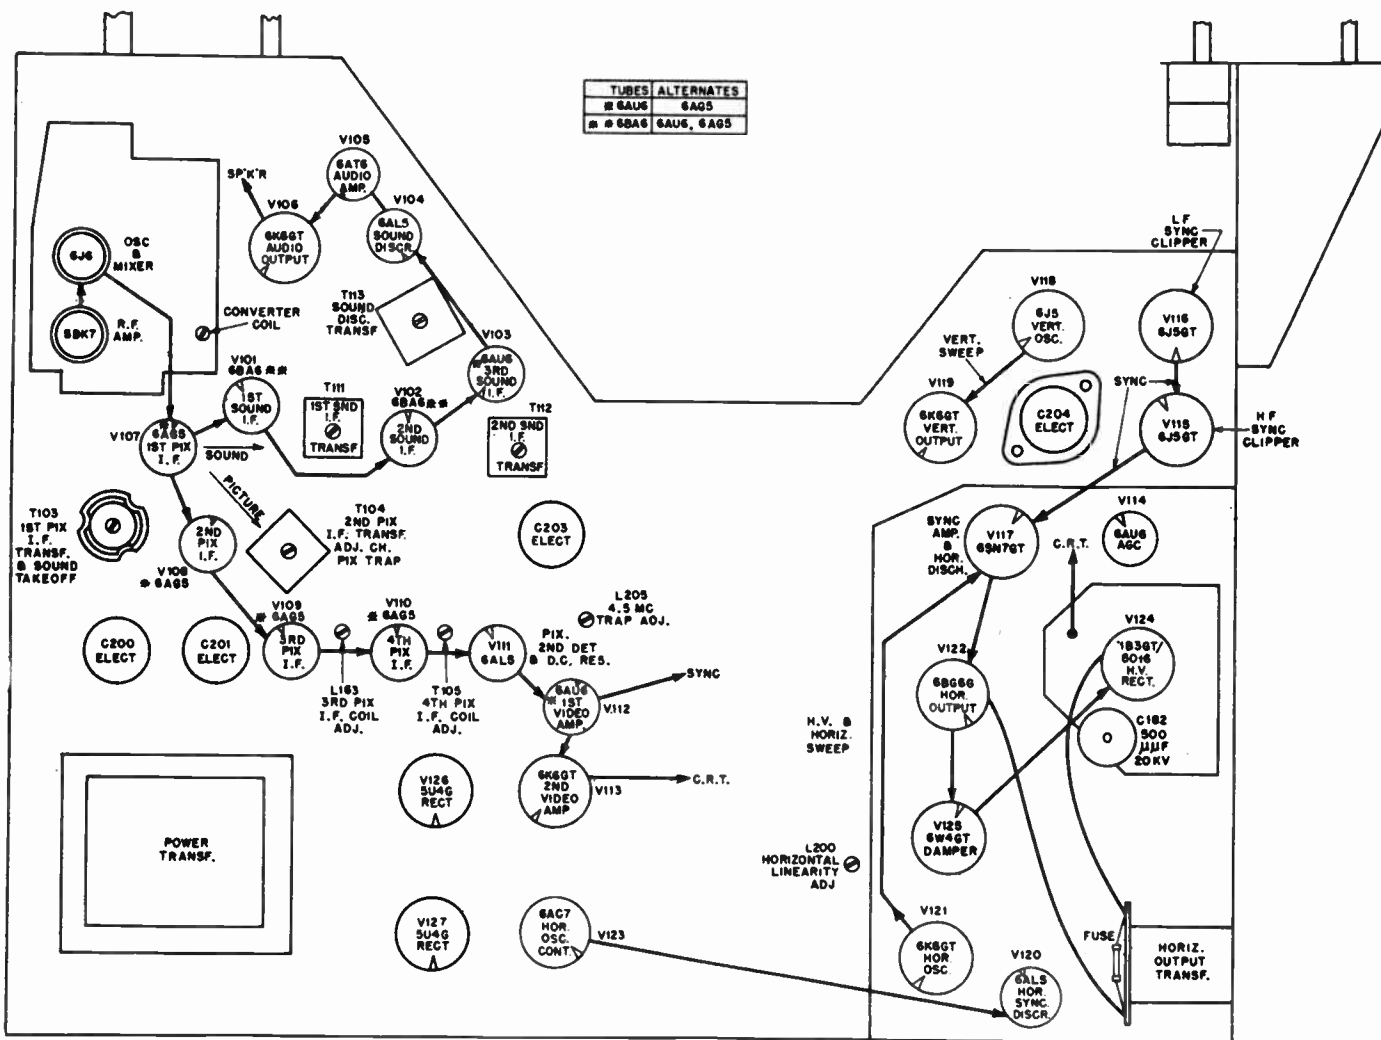 TUBES ALTERNATES
* 6AU6 6AG5
* * 6BA6 6AU6, 6AG5
V105
6AT6
AUDIO
AMP.
SP'K'R
V106
6K6GT
AUDIO
OUTPUT
V104
6AL5
SOUND
DISCR.
6J6
OSC
&
MIXER
6BK7
R.F.
AMP.
CONVERTER
COIL
T113
SOUND
DISC.
TRANSF
V103
* 6AU6
3RD
SOUND
I.F.
V101
6BA6 * *
1ST
SOUND
I.F.
T111
1ST SND
I.F.
TRANSF
V102
6BA6 * *
2ND
SOUND
I.F.
T112
2ND SND
I.F.
TRANSF
V107
6AG5
1ST PIX
I.F.
SOUND
PICTURE
T103
1ST PIX
I.F.
TRANSF.
& SOUND
TAKEOFF
2ND
PIX
I.F.
V108
* 6AG5
T104
2ND PIX
I.F. TRANSF.
ADJ. CH.
PIX TRAP
C203
ELECT
C200
ELECT
C201
ELECT
V109
* 6AG5
3RD
PIX
I.F.
L163
3RD PIX
I.F. COIL
ADJ.
V110
* 6AG5
4TH
PIX
I.F.
T105
4TH PIX
I.F. COIL
ADJ.
V111
6AL5
PIX.
2ND DET
& D.C. RES.
L205
4.5 MC
TRAP ADJ.
* 6AU6
1ST
VIDEO
AMP.
V112
SYNC
6K6GT
2ND
VIDEO
AMP
V113
C.R.T.
V126
5U4G
RECT
POWER
TRANSF.
V127
5U4G
RECT
6AC7
HOR.
OSC.
CONT.
V123
LF
SYNC
CLIPPER
V118
6J5
VERT.
OSC.
V116
6J5GT
VERT.
SWEEP
V119
6K6GT
VERT.
OUTPUT
C204
ELECT
SYNC
V115
6J5GT
HF
SYNC
CLIPPER
SYNC
AMP.
&
HOR.
DISCH.
V117
6SN7GT
V114
6AU6
AGC
C.R.T.
V124
1B3GT/
8016
H.V.
RECT.
V122
6BG6G
HOR.
OUTPUT
C182
500
µµF
20KV
H.V. &
HORIZ.
SWEEP
V125
6W4GT
DAMPER
L200
HORIZONTAL
LINEARITY
ADJ
V121
6K6GT
HOR
OSC.
V120
6AL5
HOR
SYNC
DISCR.
FUSE
HORIZ.
OUTPUT
TRANSF.